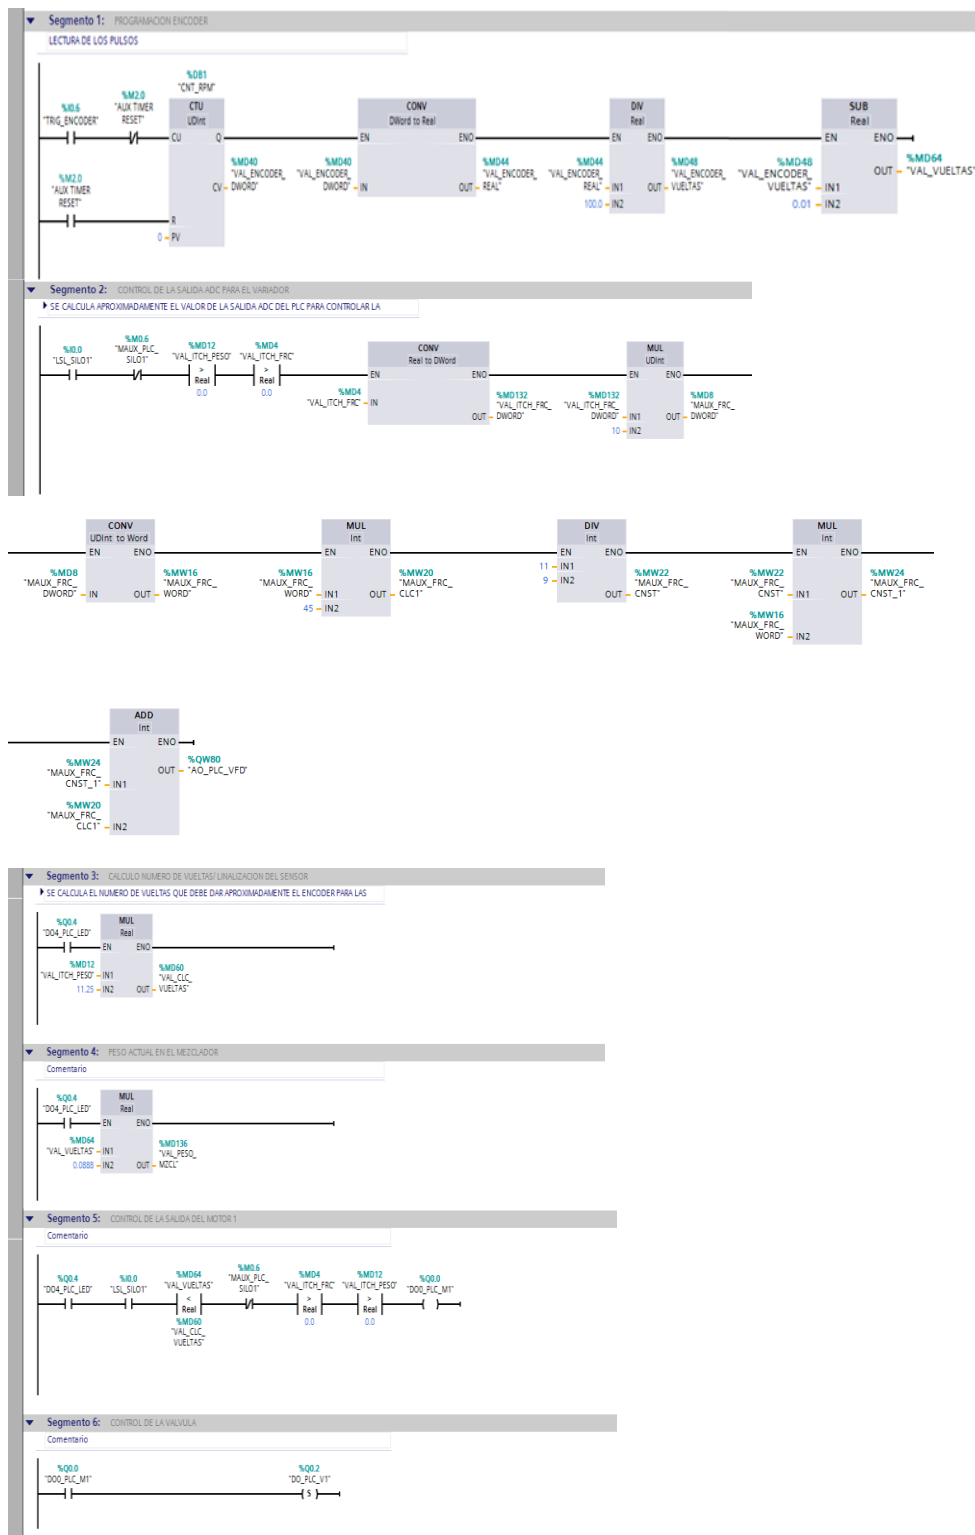 Segmento 1: PROGRAMACION ENCODER
LECTURA DE LOS PULSOS
%DB1
"CNT_RPM"
%I0.6
"TRIG_ENCODER"
%M2.0
"AUX TIMER
RESET"
CTU
UDInt
CU
Q
CV
R
0
PV
%M2.0
"AUX TIMER
RESET"
%MD40
"VAL_ENCODER_
DWORD"
%MD40
"VAL_ENCODER_
DWORD"
CONV
DWord to Real
EN
ENO
IN
OUT
%MD44
"VAL_ENCODER_
REAL"
%MD44
"VAL_ENCODER_
REAL"
100.0
DIV
Real
EN
ENO
IN1
IN2
OUT
%MD48
"VAL_ENCODER_
VUELTAS"
%MD48
"VAL_ENCODER_
VUELTAS"
0.01
SUB
Real
EN
ENO
IN1
IN2
OUT
%MD64
"VAL_VUELTAS"
Segmento 2: CONTROL DE LA SALIDA ADC PARA EL VARIADOR
SE CALCULA APROXIMADAMENTE EL VALOR DE LA SALIDA ADC DEL PLC PARA CONTROLAR LA
%I0.0
"LSL_SILO1"
%M0.6
"MAUX_PLC_
SILO1"
%MD12
"VAL_ITCH_PESO"
>
Real
0.0
%MD4
"VAL_ITCH_FRC"
>
Real
0.0
CONV
Real to DWord
EN
ENO
%MD4
"VAL_ITCH_FRC"
IN
OUT
%MD132
"VAL_ITCH_FRC_
DWORD"
%MD132
"VAL_ITCH_FRC_
DWORD"
10
MUL
UDInt
EN
ENO
IN1
IN2
OUT
%MD8
"MAUX_FRC_
DWORD"
CONV
UDInt to Word
EN
ENO
%MD8
"MAUX_FRC_
DWORD"
IN
OUT
%MW16
"MAUX_FRC_
WORD"
MUL
Int
EN
ENO
%MW16
"MAUX_FRC_
WORD"
IN1
45
IN2
OUT
%MW20
"MAUX_FRC_
CLC1"
DIV
Int
EN
ENO
11
IN1
9
IN2
OUT
%MW22
"MAUX_FRC_
CNST"
MUL
Int
EN
ENO
%MW22
"MAUX_FRC_
CNST"
IN1
%MW16
"MAUX_FRC_
WORD"
IN2
OUT
%MW24
"MAUX_FRC_
CNST_1"
ADD
Int
EN
ENO
%MW24
"MAUX_FRC_
CNST_1"
IN1
%MW20
"MAUX_FRC_
CLC1"
IN2
OUT
%QW80
"AO_PLC_VFD"
Segmento 3: CALCULO NUMERO DE VUELTAS/ LINALIZACION DEL SENSOR
SE CALCULA EL NUMERO DE VUELTAS QUE DEBE DAR APROXIMADAMENTE EL ENCODER PARA LAS
%Q0.4
"DO4_PLC_LED"
MUL
Real
EN
ENO
%MD12
"VAL_ITCH_PESO"
IN1
11.25
IN2
OUT
%MD60
"VAL_CLC_
VUELTAS"
Segmento 4: PESO ACTUAL EN EL MEZCLADOR
Comentario
%Q0.4
"DO4_PLC_LED"
MUL
Real
EN
ENO
%MD64
"VAL_VUELTAS"
IN1
0.0888
IN2
OUT
%MD136
"VAL_PESO_
MZCL"
Segmento 5: CONTROL DE LA SALIDA DEL MOTOR 1
Comentario
%Q0.4
"DO4_PLC_LED"
%I0.0
"LSL_SILO1"
%MD64
"VAL_VUELTAS"
<
Real
%MD60
"VAL_CLC_
VUELTAS"
%M0.6
"MAUX_PLC_
SILO1"
%MD4
"VAL_ITCH_FRC"
>
Real
0.0
%MD12
"VAL_ITCH_PESO"
>
Real
0.0
%Q0.0
"DO0_PLC_M1"
Segmento 6: CONTROL DE LA VALVULA
Comentario
%Q0.0
"DO0_PLC_M1"
%Q0.2
"DO_PLC_V1"
S